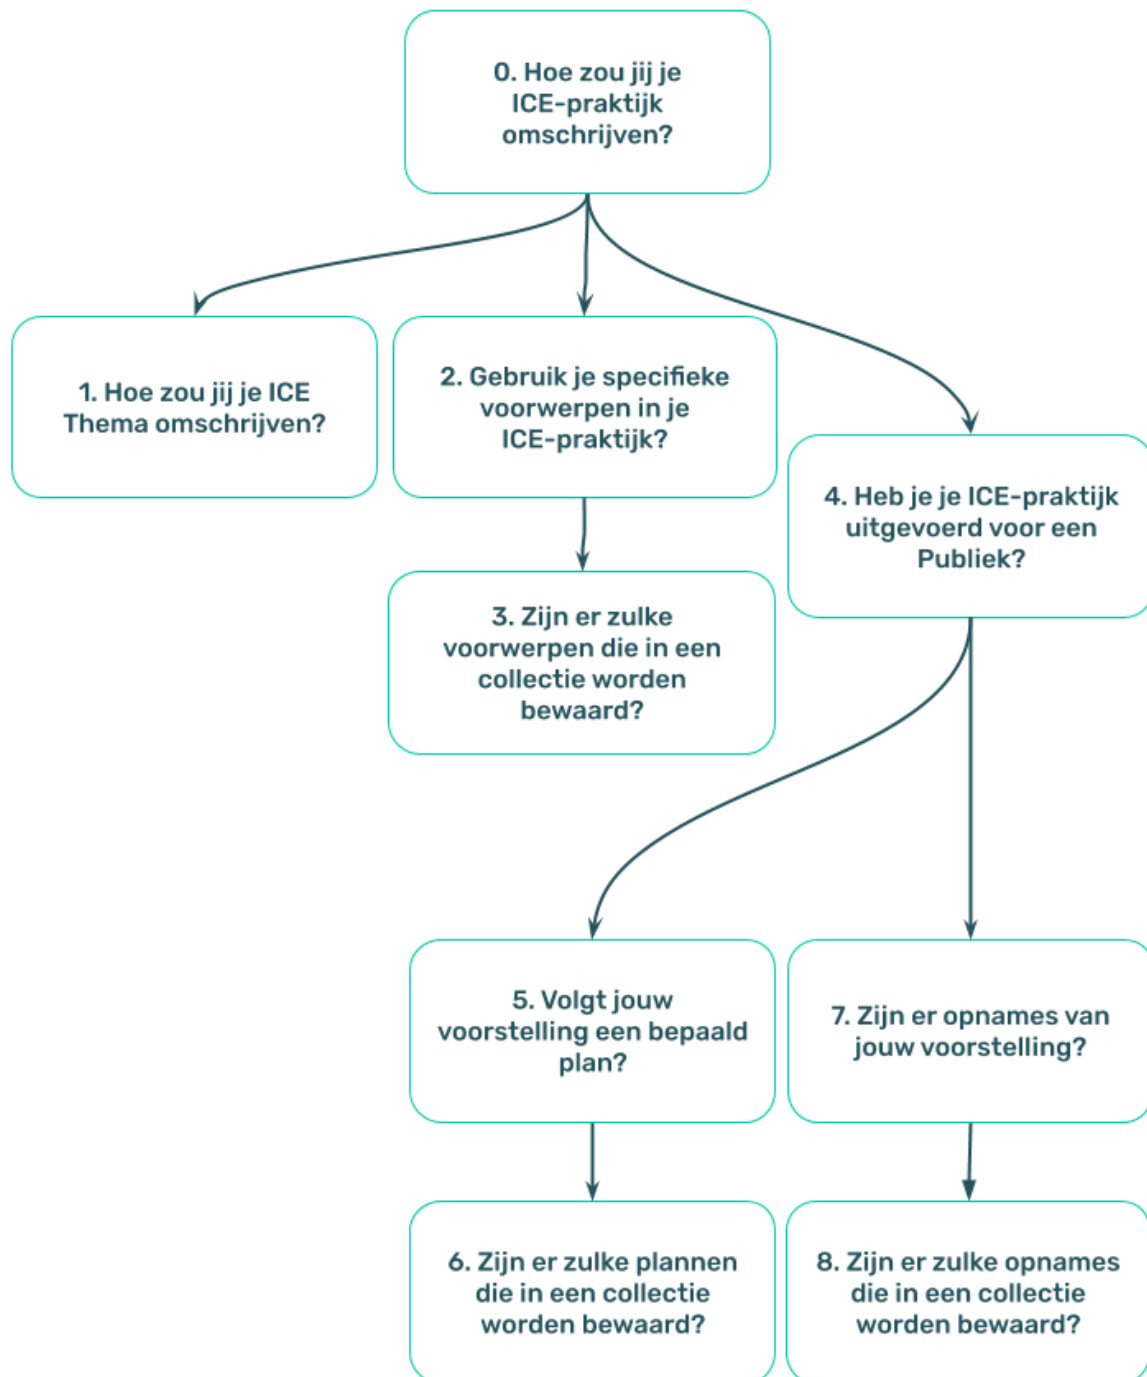 0. Hoe zou jij je
ICE-praktijk
omschrijven?
1. Hoe zou jij je ICE
Thema omschrijven?
2. Gebruik je specifieke
voorwerpen in je
ICE-praktijk?
4. Heb je je ICE-praktijk
uitgevoerd voor een
Publiek?
3. Zijn er zulke
voorwerpen die in een
collectie worden
bewaard?
5. Volgt jouw
voorstelling een bepaald
plan?
7. Zijn er opnames van
jouw voorstelling?
6. Zijn er zulke plannen
die in een collectie
worden bewaard?
8. Zijn er zulke opnames
die in een collectie
worden bewaard?